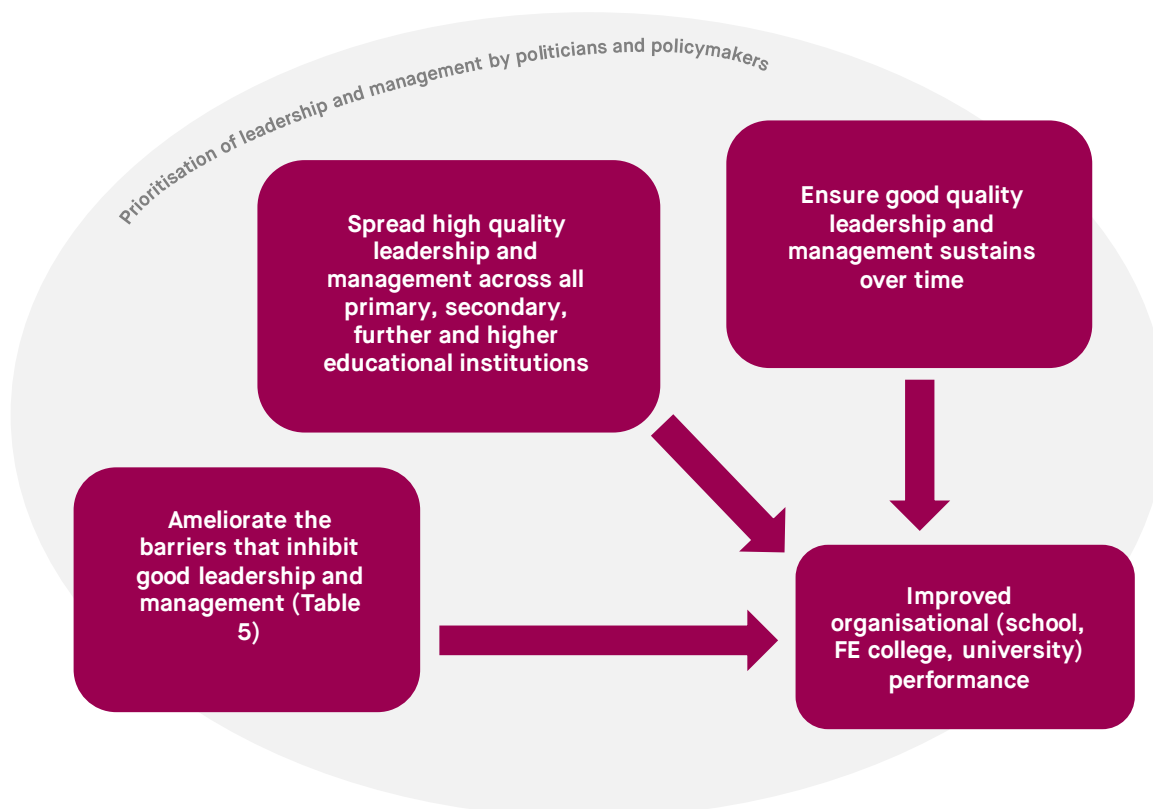 Prioritisation of leadership and management by politicians and policymakers
Spread high quality
leadership and
management across all
primary, secondary,
further and higher
educational institutions
Ensure good quality
leadership and
management sustains
over time
Ameliorate the
barriers that inhibit
good leadership and
management (Table
5)
Improved
organisational (school,
FE college, university)
performance